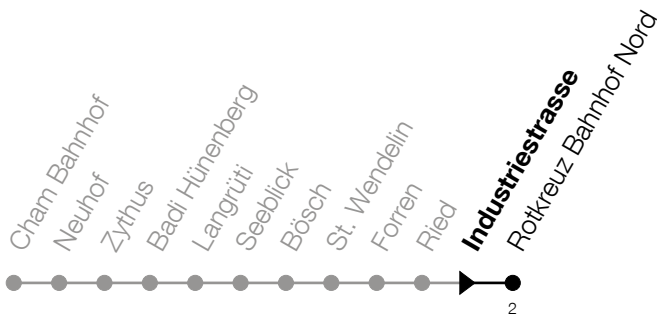 Cham Bahnhof
Neuhof
Zythus
Badi Hünenberg
Langrüti
Seeblick
Bösch
St. Wendelin
Forren
Ried
Industriestrasse
Rotkreuz Bahnhof Nord
2